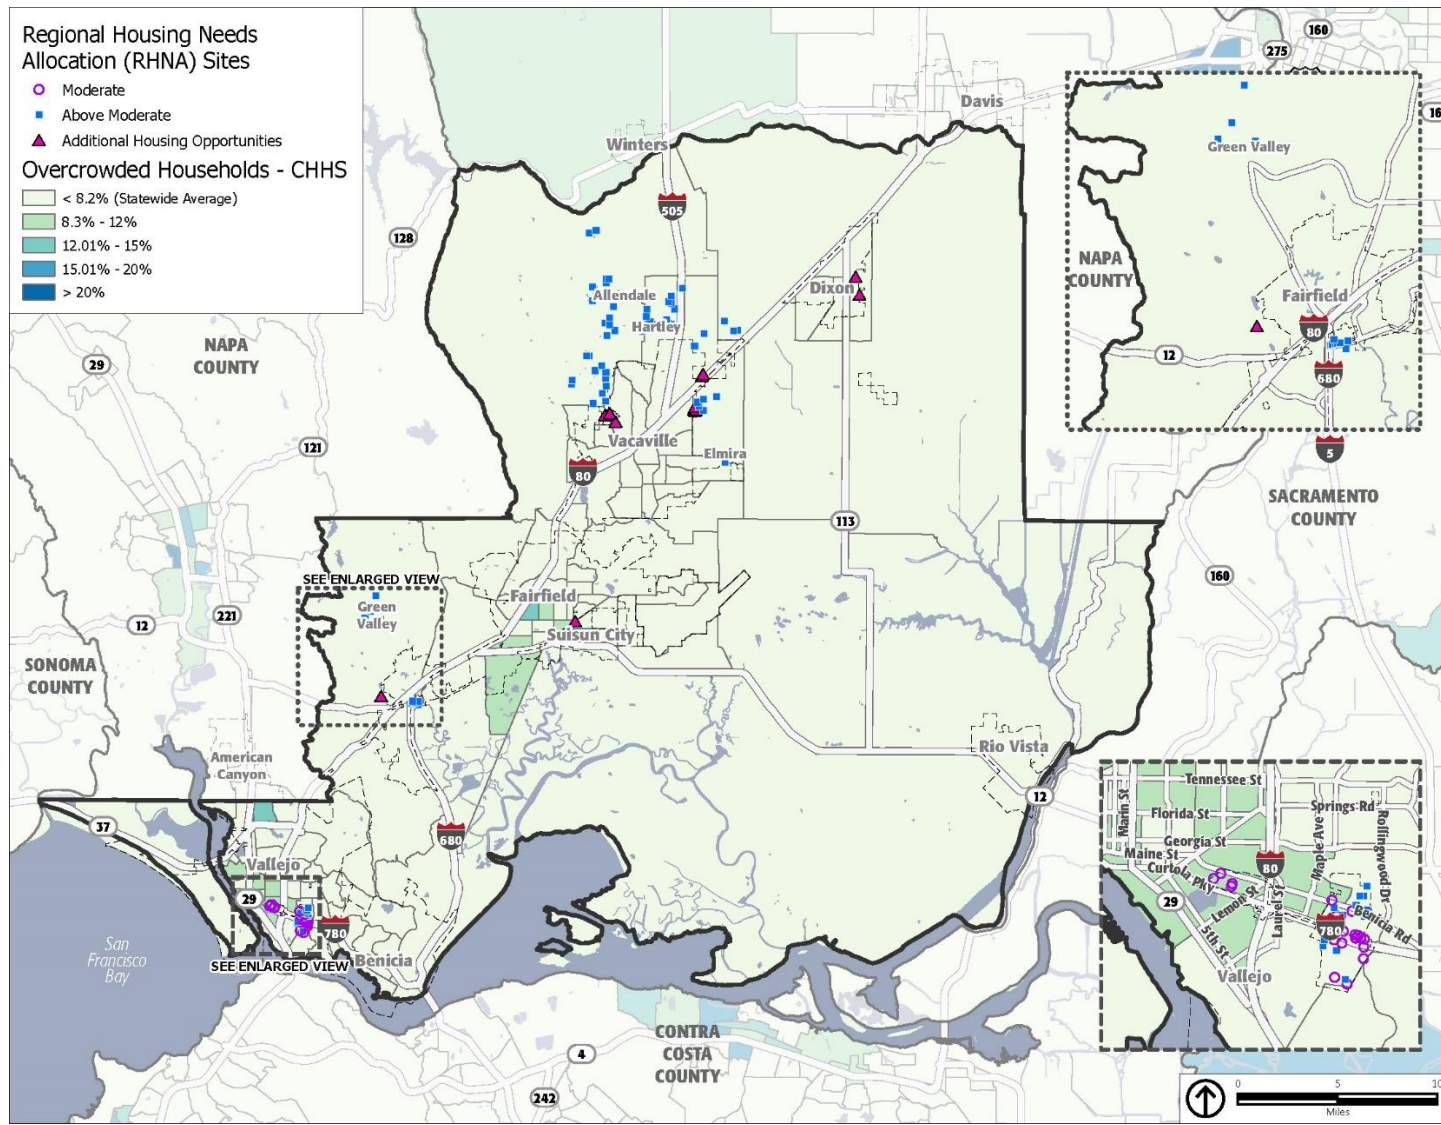 Regional Housing Needs
Allocation (RHNA) Sites
Moderate
Above Moderate
Additional Housing Opportunities
Overcrowded Households - CHHS
< 8.2% (Statewide Average)
8.3% - 12%
12.01% - 15%
15.01% - 20%
> 20%
160
275
Davis
Winters
505
128
Allendale
Hartley
Dixon
NAPA
COUNTY
29
121
Vacaville
Elmira
80
113
SEE ENLARGED VIEW
Green
Valley
Fairfield
Suisun City
12
221
SONOMA
COUNTY
American
Canyon
Rio Vista
12
37
680
Vallejo
29
780
SEE ENLARGED VIEW
Benicia
San
Francisco
Bay
CONTRA
COSTA
COUNTY
4
242
Green Valley
NAPA
COUNTY
Fairfield
80
12
680
16
5
SACRAMENTO
COUNTY
160
Tennessee St
Marin St
Florida St
Springs Rd
Georgia St
Maple Ave
Rollingwood Dr
Maine St
80
Curtola Pky
Lemon St
Laurel St
29
5th St
780
Benicia Rd
Vallejo
0
5
10
Miles